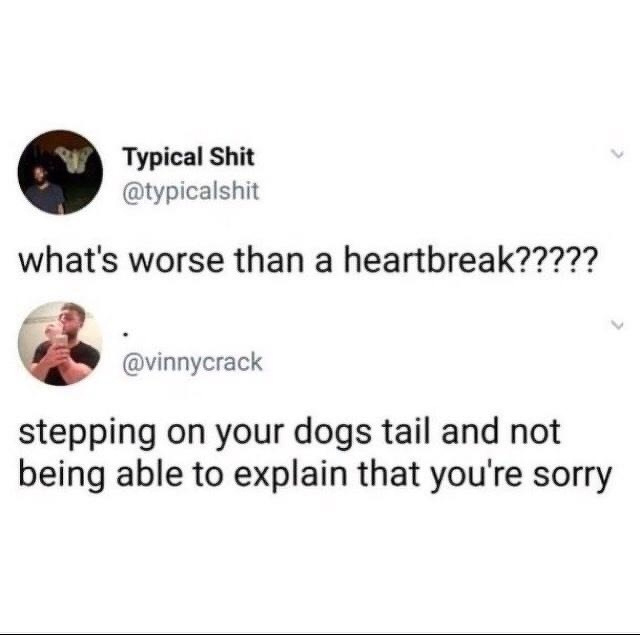 Typical Shit
@typicalshit
what's worse than a heartbreak?????
.
@vinnycrack
stepping on your dogs tail and not
being able to explain that you're sorry